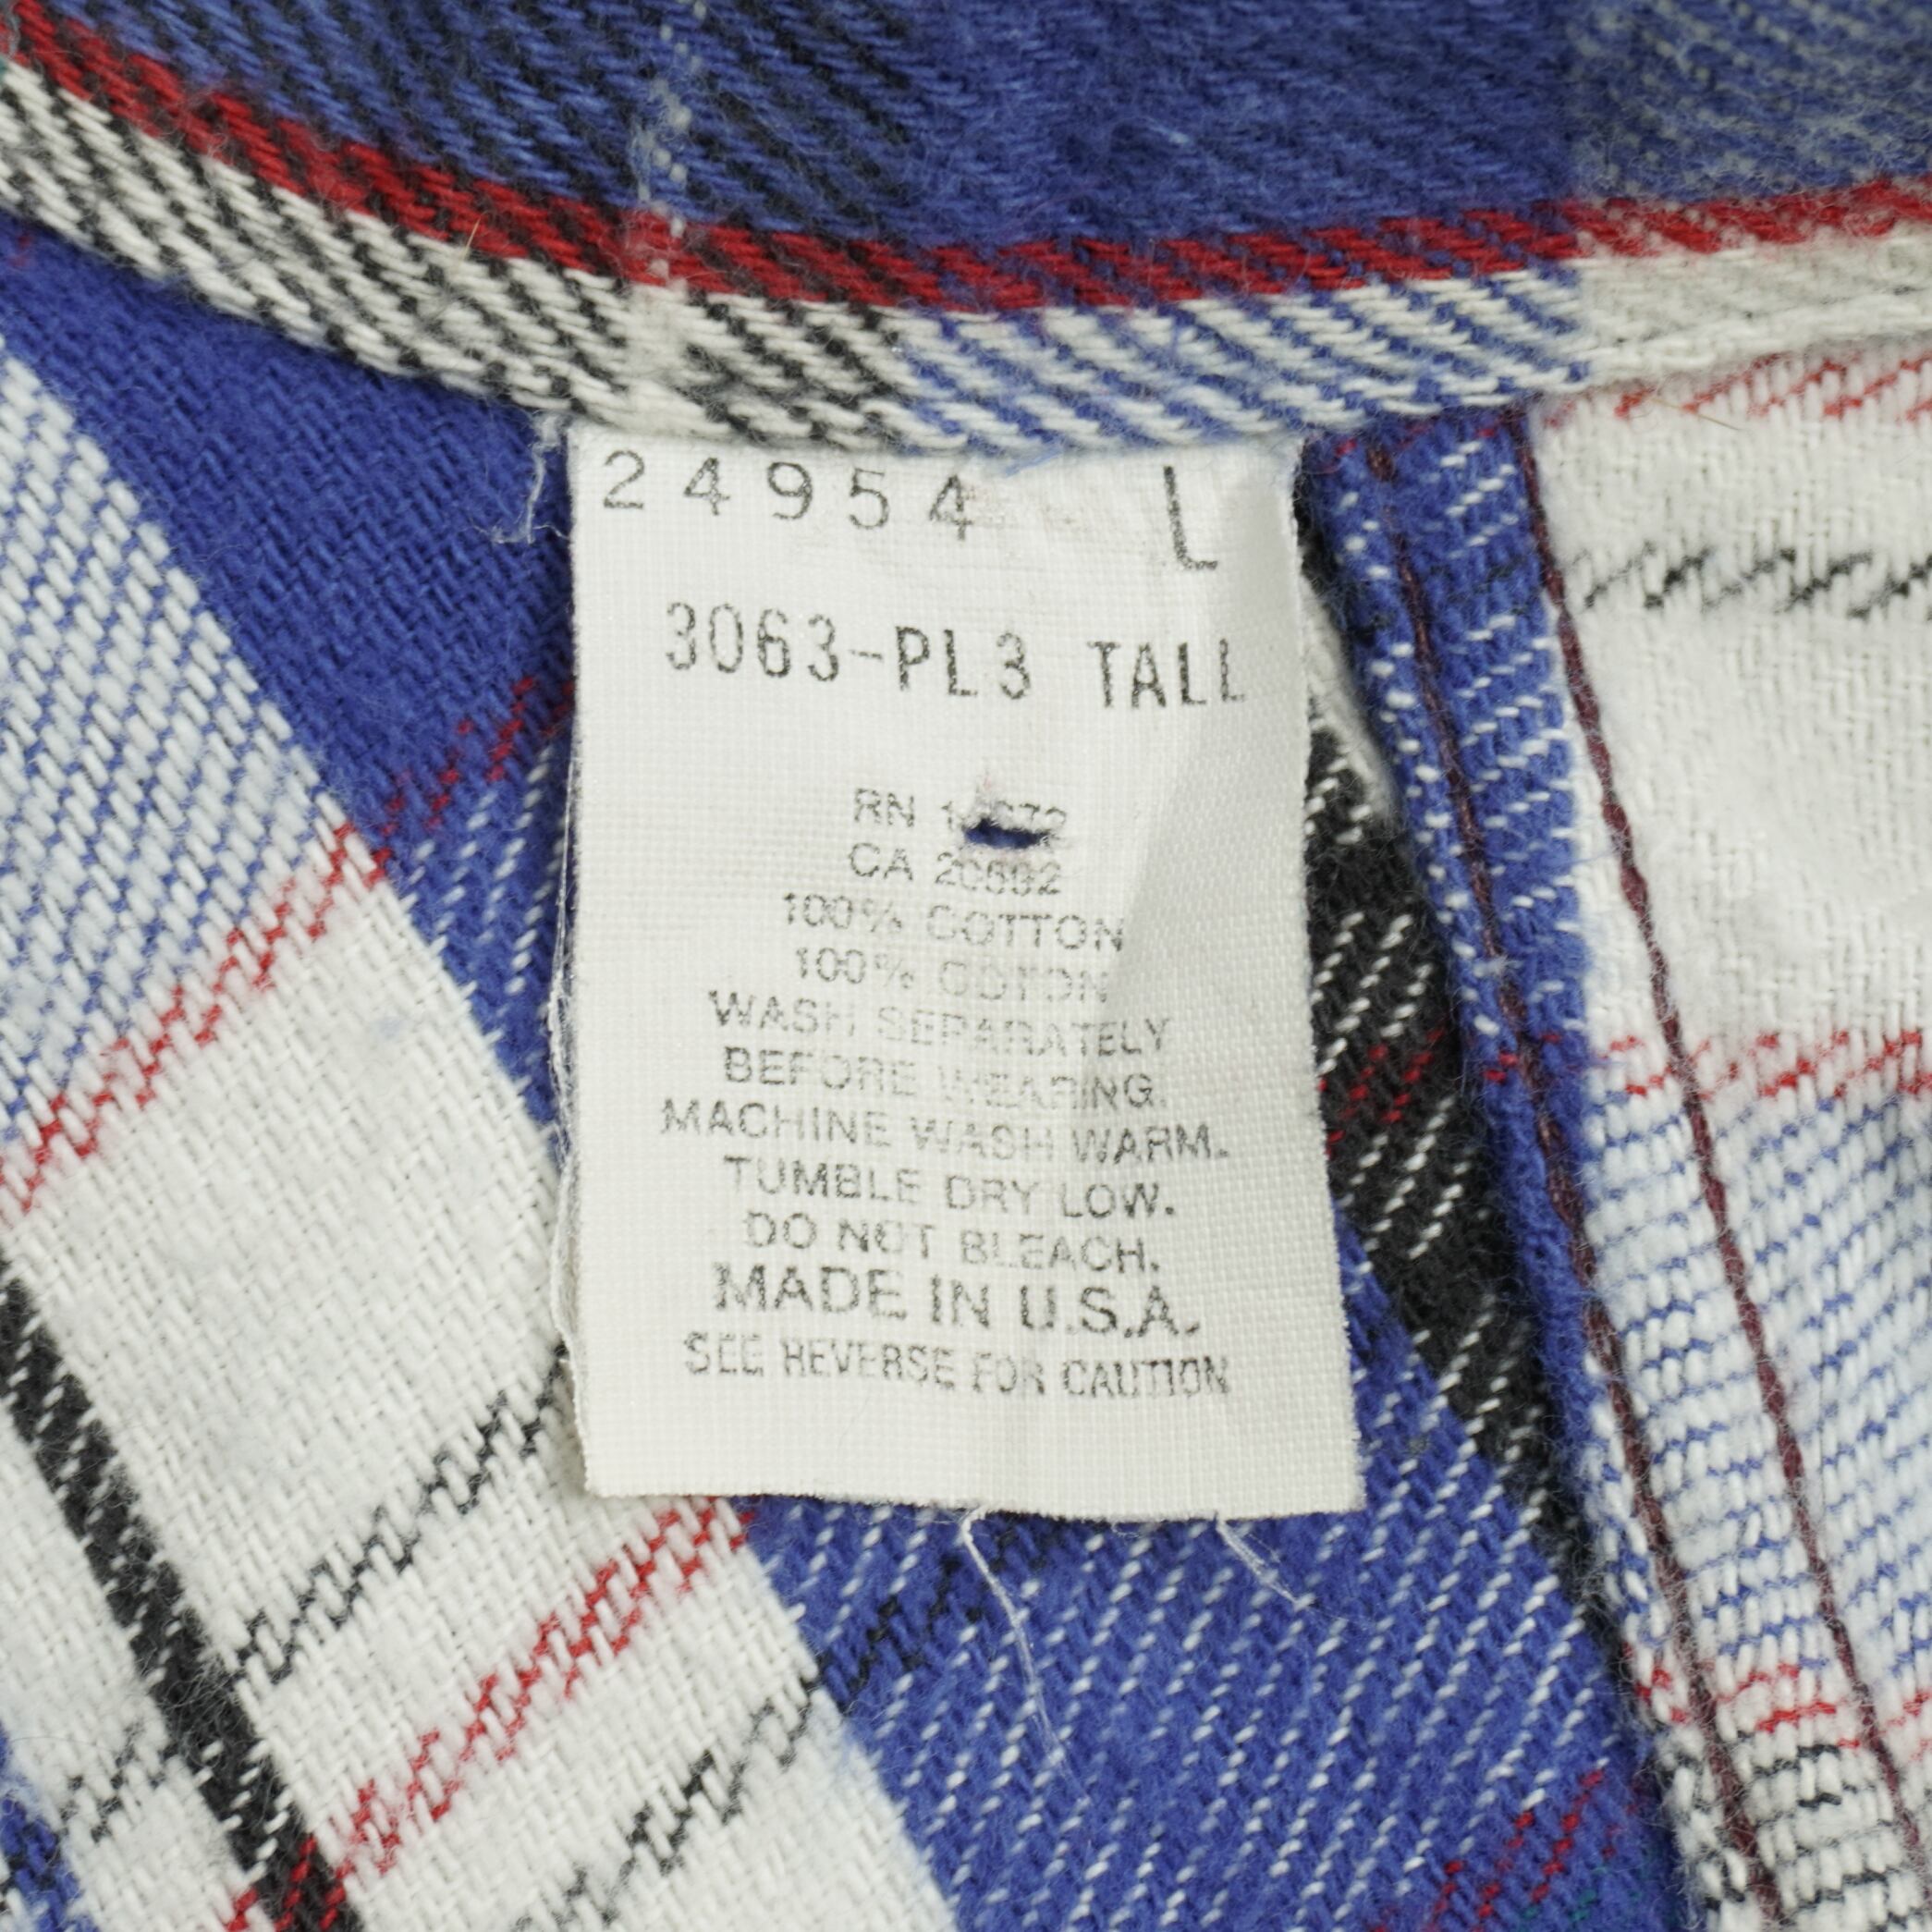 24954 L
3063-PL3 TALL
RN
CA 20692
100% COTTON
100% COTON
WASH SEPARATELY
BEFORE WEARING.
MACHINE WASH WARM.
TUMBLE DRY LOW.
DO NOT BLEACH.
MADE IN U.S.A.
SEE REVERSE FOR CAUTION